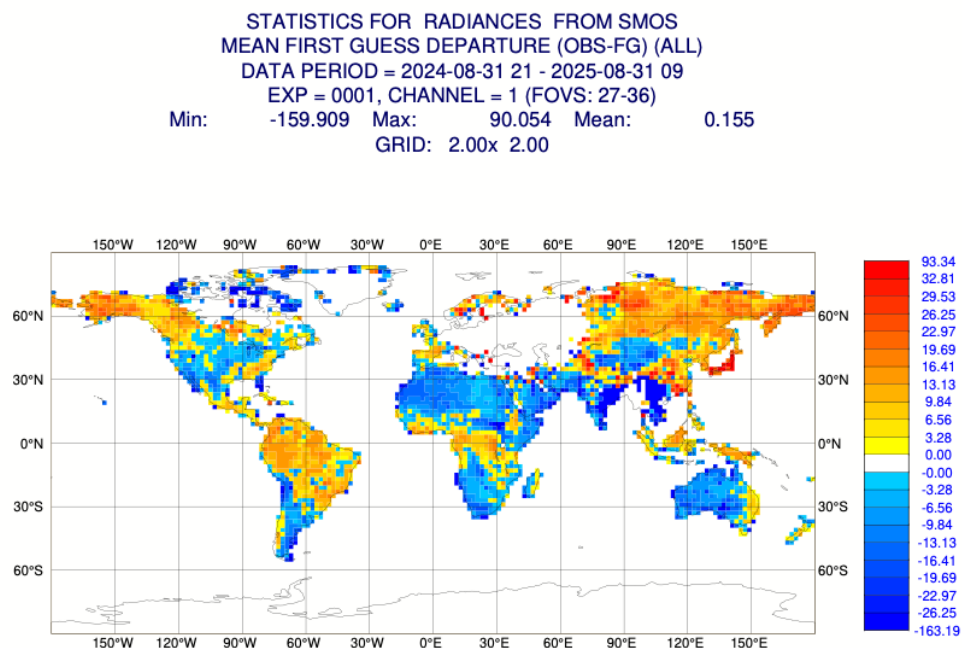 STATISTICS FOR RADIANCES FROM SMOS
MEAN FIRST GUESS DEPARTURE (OBS-FG) (ALL)
DATA PERIOD = 2024-08-31 21 - 2025-08-31 09
EXP = 0001, CHANNEL = 1 (FOVS: 27-36)
Min: -159.909 Max: 90.054 Mean: 0.155
GRID: 2.00x 2.00
150°W 120°W 90°W 60°W 30°W 0°E 30°E 60°E 90°E 120°E 150°E
60°N 60°N
30°N 30°N
0°N 0°N
30°S 30°S
60°S 60°S
150°W 120°W 90°W 60°W 30°W 0°E 30°E 60°E 90°E 120°E 150°E
93.34
32.81
29.53
26.25
22.97
19.69
16.41
13.13
9.84
6.56
3.28
0.00
-0.00
-3.28
-6.56
-9.84
-13.13
-16.41
-19.69
-22.97
-26.25
-163.19